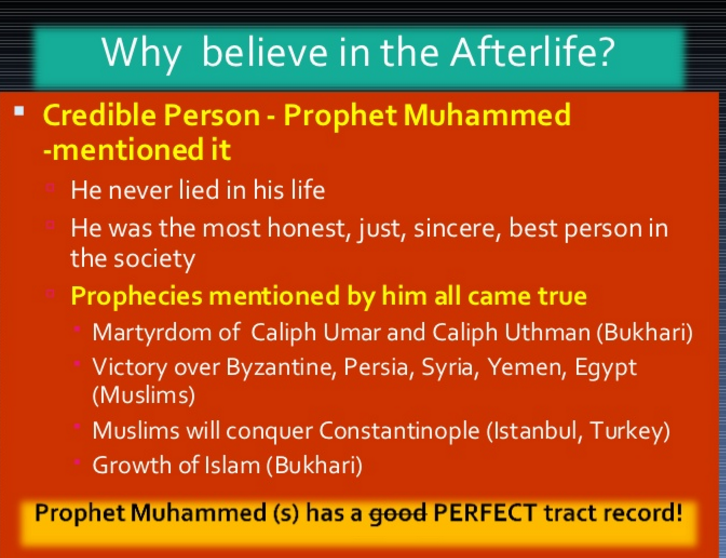 Why believe in the Afterlife?
Credible Person - Prophet Muhammed
-mentioned it
He never lied in his life
He was the most honest, just, sincere, best person in
the society
Prophecies mentioned by him all came true
Martyrdom of Caliph Umar and Caliph Uthman (Bukhari)
Victory over Byzantine, Persia, Syria, Yemen, Egypt
(Muslims)
Muslims will conquer Constantinople (Istanbul, Turkey)
Growth of Islam (Bukhari)
Prophet Muhammed (s) has a good PERFECT tract record!